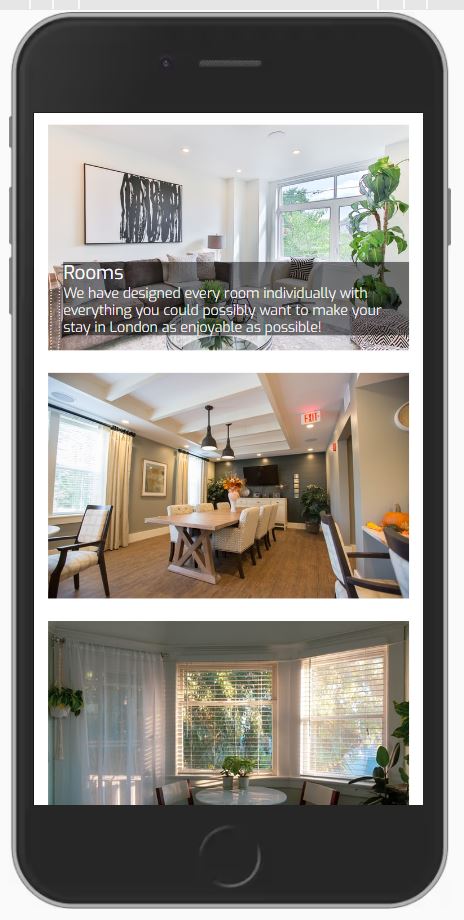 Rooms
We have designed every room individually with
everything you could possibly want to make your
stay in London as enjoyable as possible!